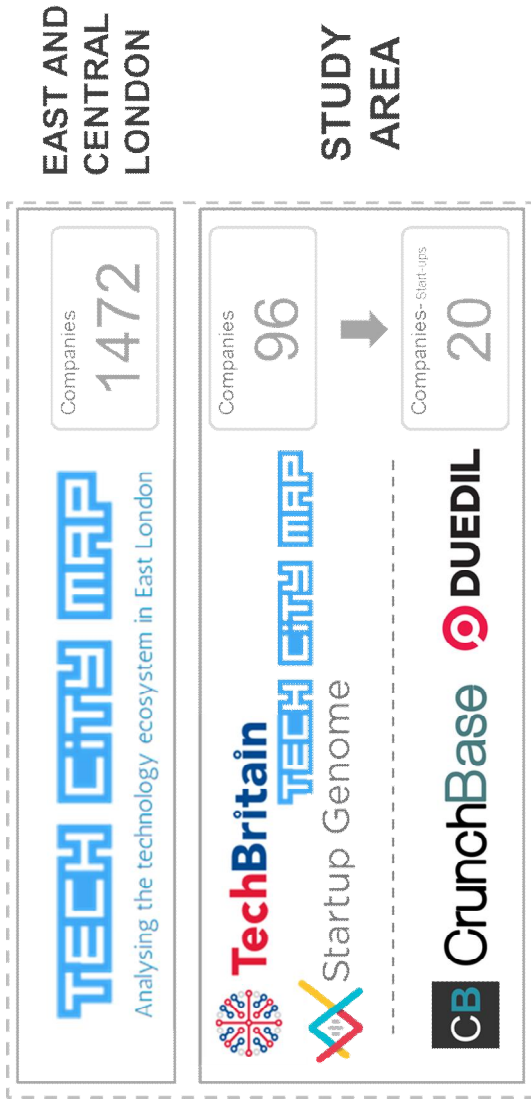 TECH CITY MAP
Analysing the technology ecosystem in East London
Companies
1472
EAST AND
CENTRAL
LONDON
TechBritain
TECH CITY MAP
Startup Genome
Companies
96
STUDY
AREA
CB CrunchBase
DUEDIL
Companies- Start-ups
20